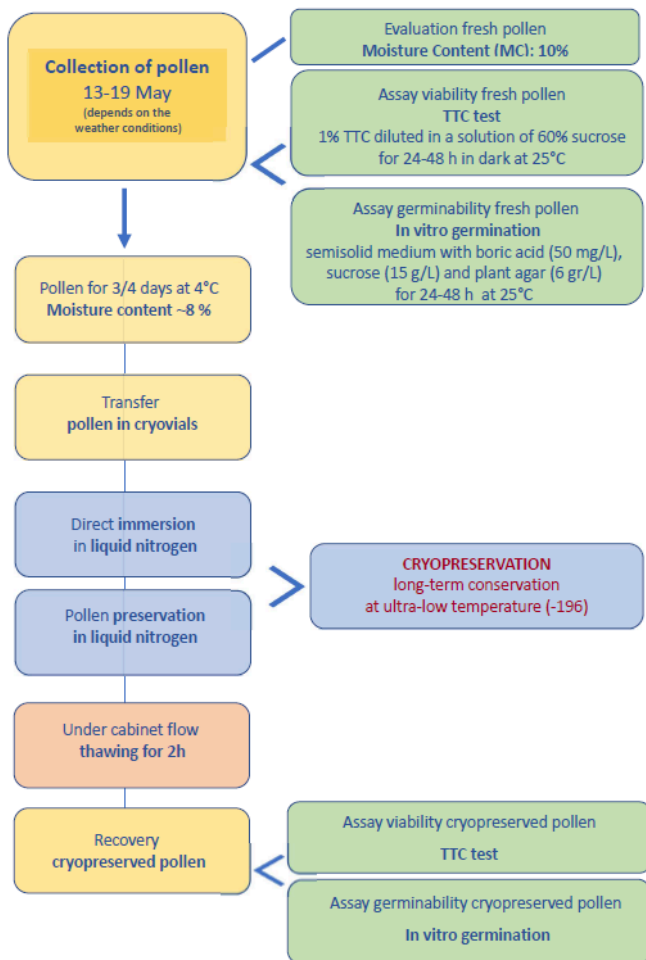 Collection of pollen
13-19 May
(depends on the
weather conditions)
Evaluation fresh pollen
Moisture Content (MC): 10%
Assay viability fresh pollen
TTC test
1% TTC diluted in a solution of 60% sucrose
for 24-48 h in dark at 25°C
Assay germinability fresh pollen
In vitro germination
semisolid medium with boric acid (50 mg/L),
sucrose (15 g/L) and plant agar (6 gr/L)
for 24-48 h at 25°C
Pollen for 3/4 days at 4°C
Moisture content ~8 %
Transfer
pollen in cryovials
Direct immersion
in liquid nitrogen
Pollen preservation
in liquid nitrogen
CRYOPRESERVATION
long-term conservation
at ultra-low temperature (-196)
Under cabinet flow
thawing for 2h
Recovery
cryopreserved pollen
Assay viability cryopreserved pollen
TTC test
Assay germinability cryopreserved pollen
In vitro germination